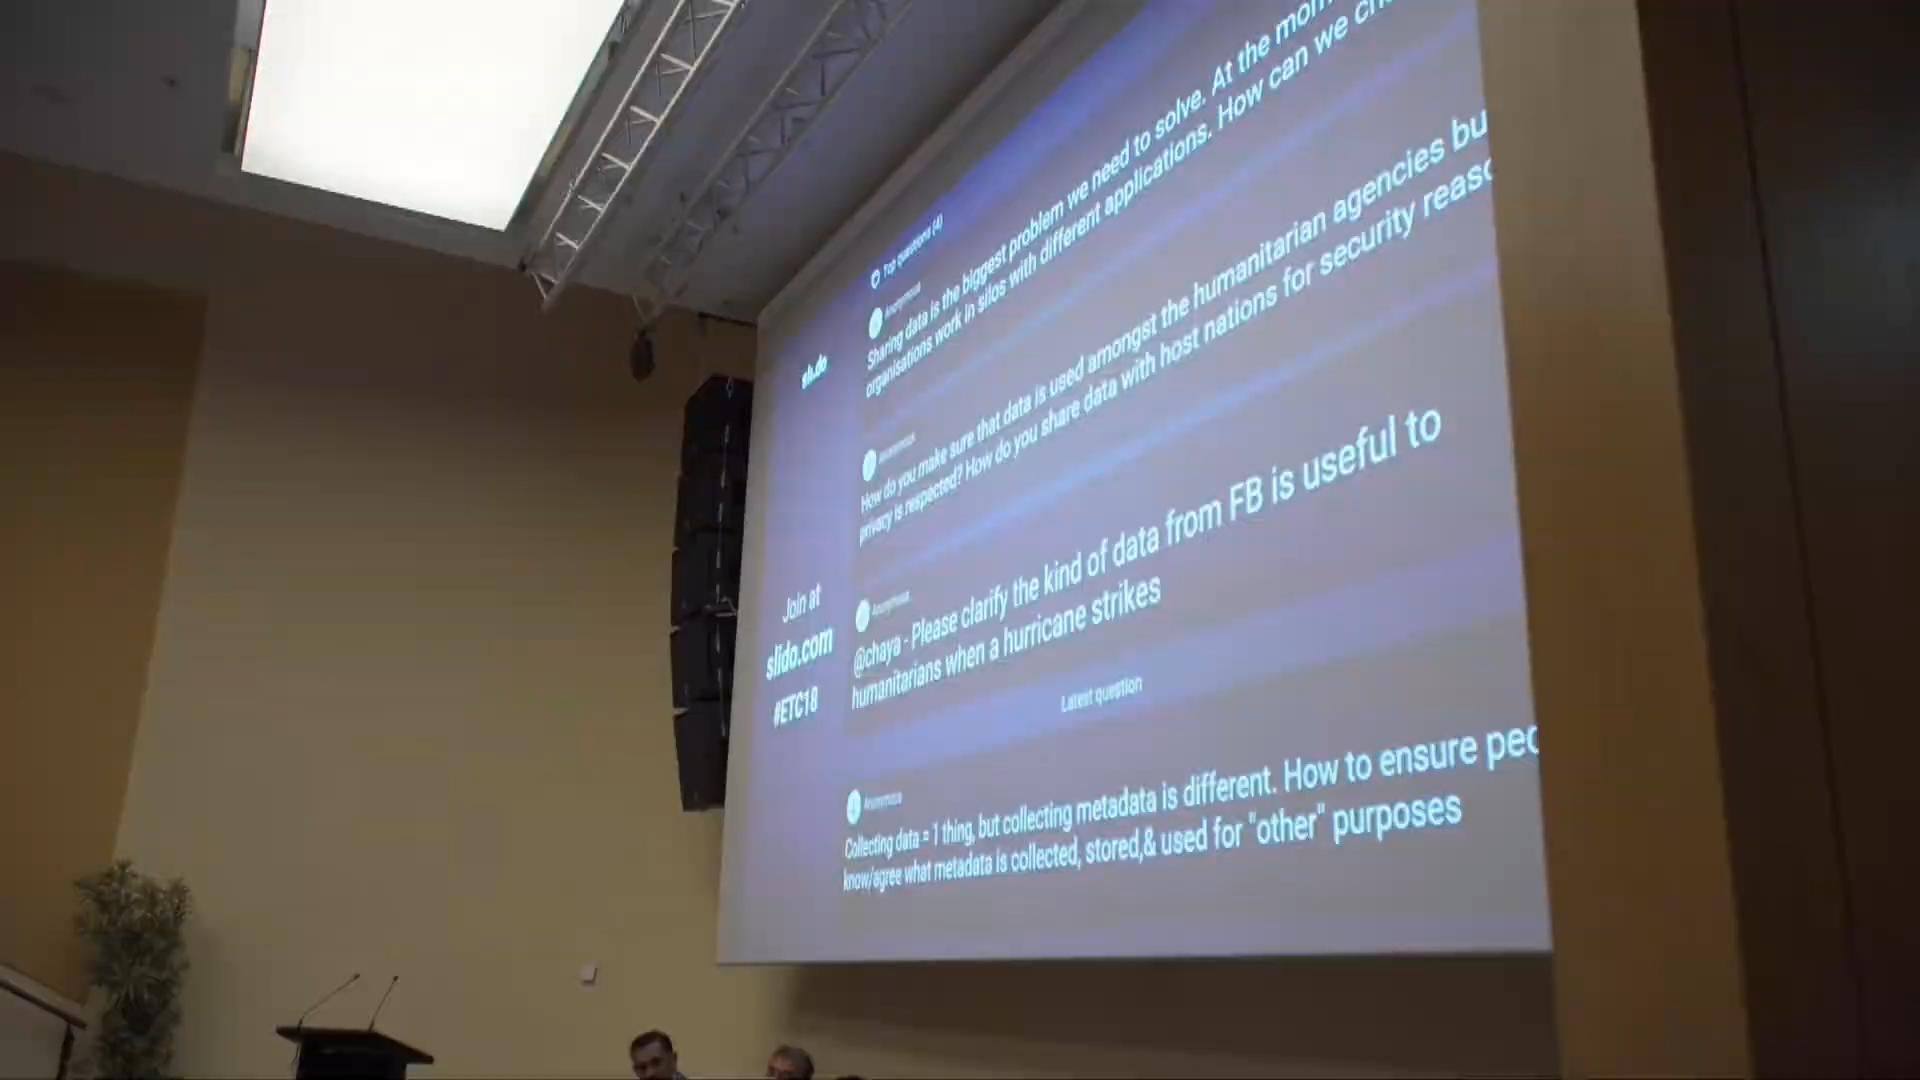 sli.do
Join at
slido.com
#ETC18
Top questions (4)
Anonymous
Sharing data is the biggest problem we need to solve. At the mom
organisations work in silos with different applications. How can we cha
Anonymous
How do you make sure that data is used amongst the humanitarian agencies bu
privacy is respected? How do you share data with host nations for security reaso
Anonymous
@chaya - Please clarify the kind of data from FB is useful to
humanitarians when a hurricane strikes
Latest question
Anonymous
Collecting data = 1 thing, but collecting metadata is different. How to ensure peo
know/agree what metadata is collected, stored,& used for "other" purposes